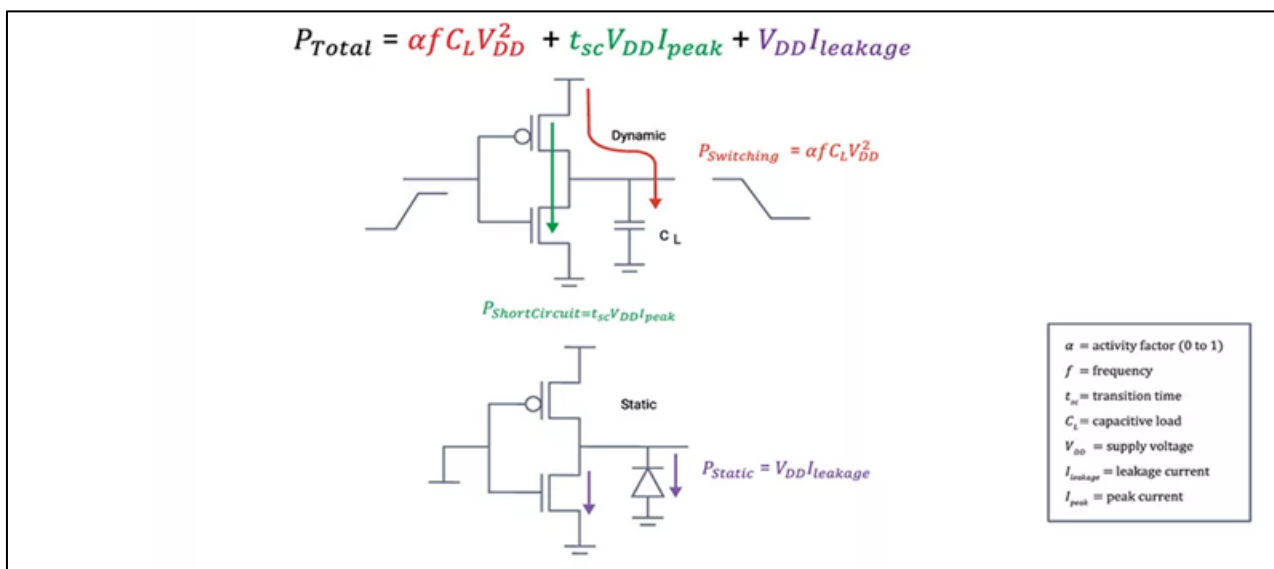 P_Total = αfC_LV_DD^2 + t_scV_DDI_peak + V_DDI_leakage
Dynamic
P_Switching = αfC_LV_DD^2
C L
P_ShortCircuit=t_scV_DDI_peak
Static
P_Static = V_DDI_leakage
α = activity factor (0 to 1)
f = frequency
t_sc= transition time
C_L= capacitive load
V_DD = supply voltage
I_leakage= leakage current
I_peak= peak current